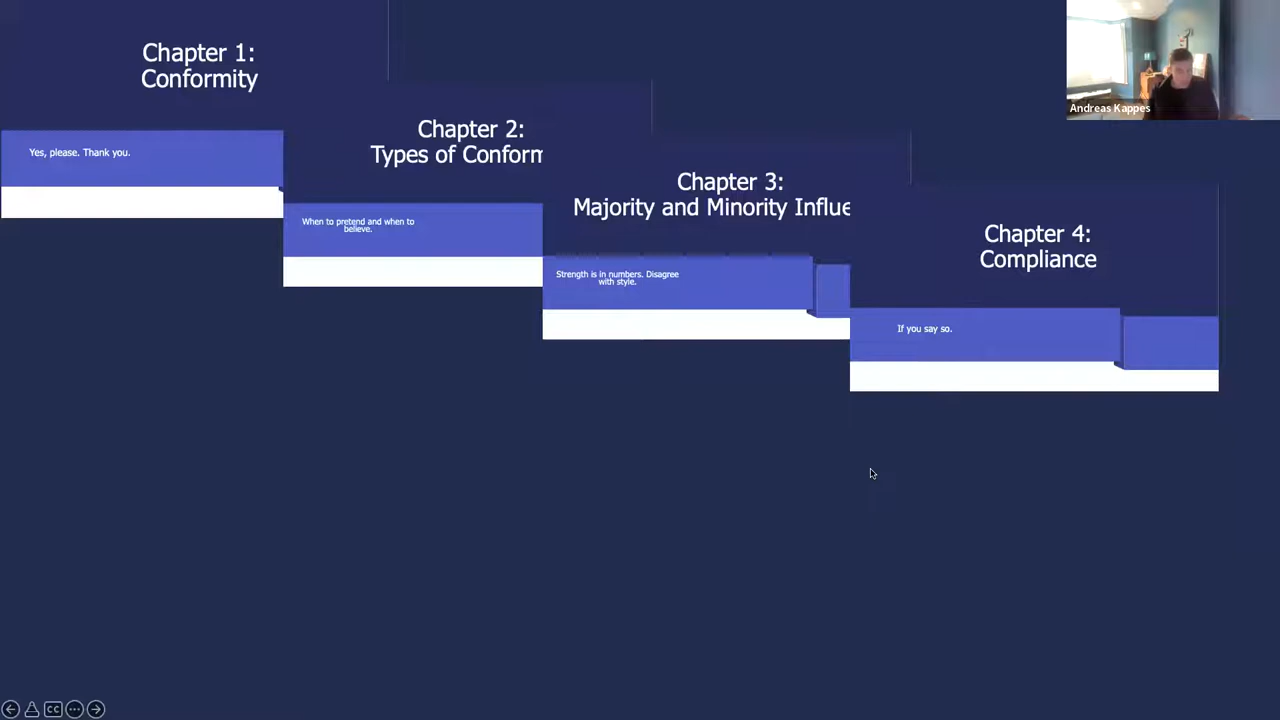 Chapter 1:
Conformity
Yes, please. Thank you.
Chapter 2:
Types of Conform
When to pretend and when to
believe.
Chapter 3:
Majority and Minority Influe
Strength is in numbers. Disagree
with style.
Chapter 4:
Compliance
If you say so.
Andreas Kappes
CC